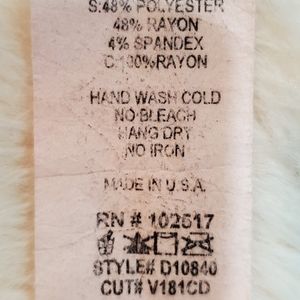 S:48% POLYESTER
48% RAYON
4% SPANDEX
C:100%RAYON
HAND WASH COLD
NO BLEACH
HANG DRY
NO IRON
MADE IN U.S.A.
RN # 102617
STYLE# D10840
CUT# V181CD